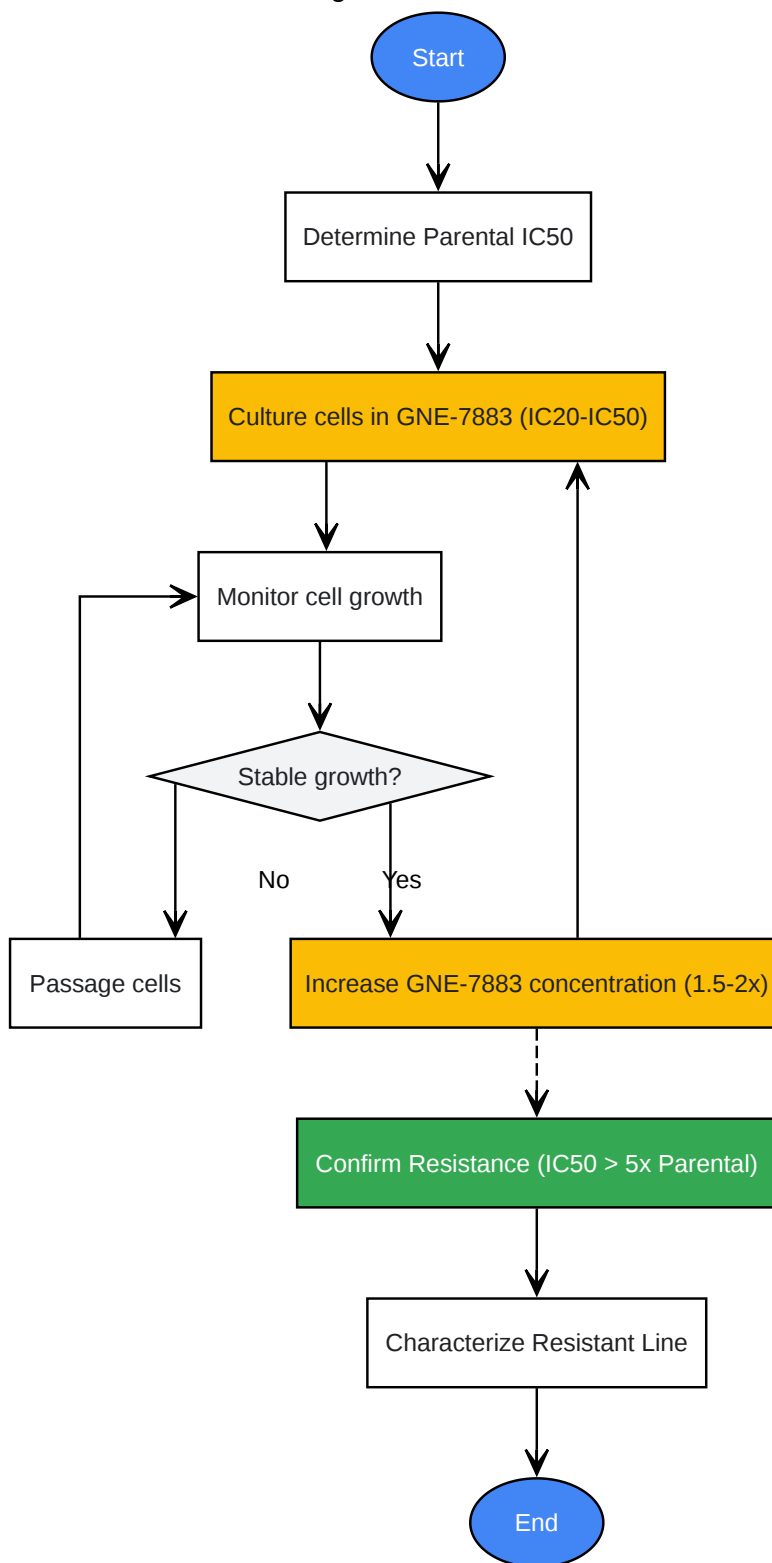 Start
Determine Parental IC50
Culture cells in GNE-7883 (IC20-IC50)
Monitor cell growth
Stable growth?
No
Yes
Passage cells
Increase GNE-7883 concentration (1.5-2x)
Confirm Resistance (IC50 > 5x Parental)
Characterize Resistant Line
End